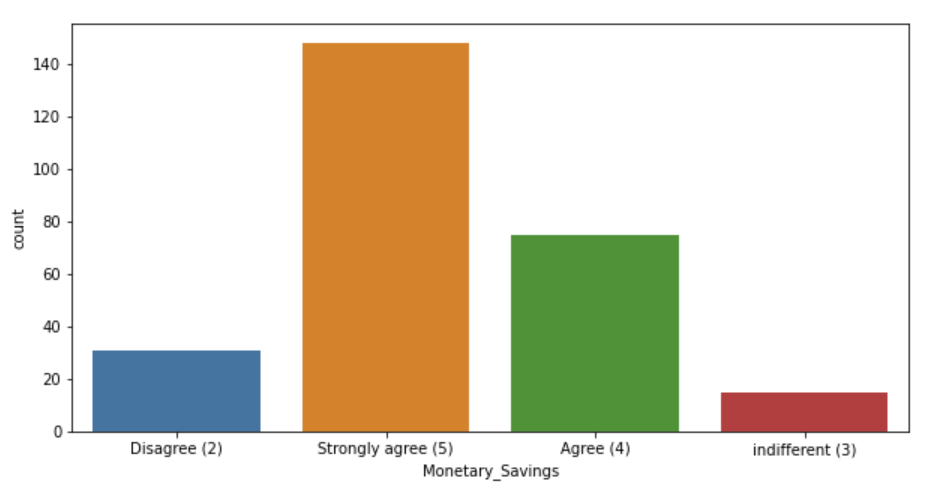 140
120
100
80
60
40
20
0
count
Disagree (2) Strongly agree (5) Agree (4) indifferent (3)
Monetary_Savings